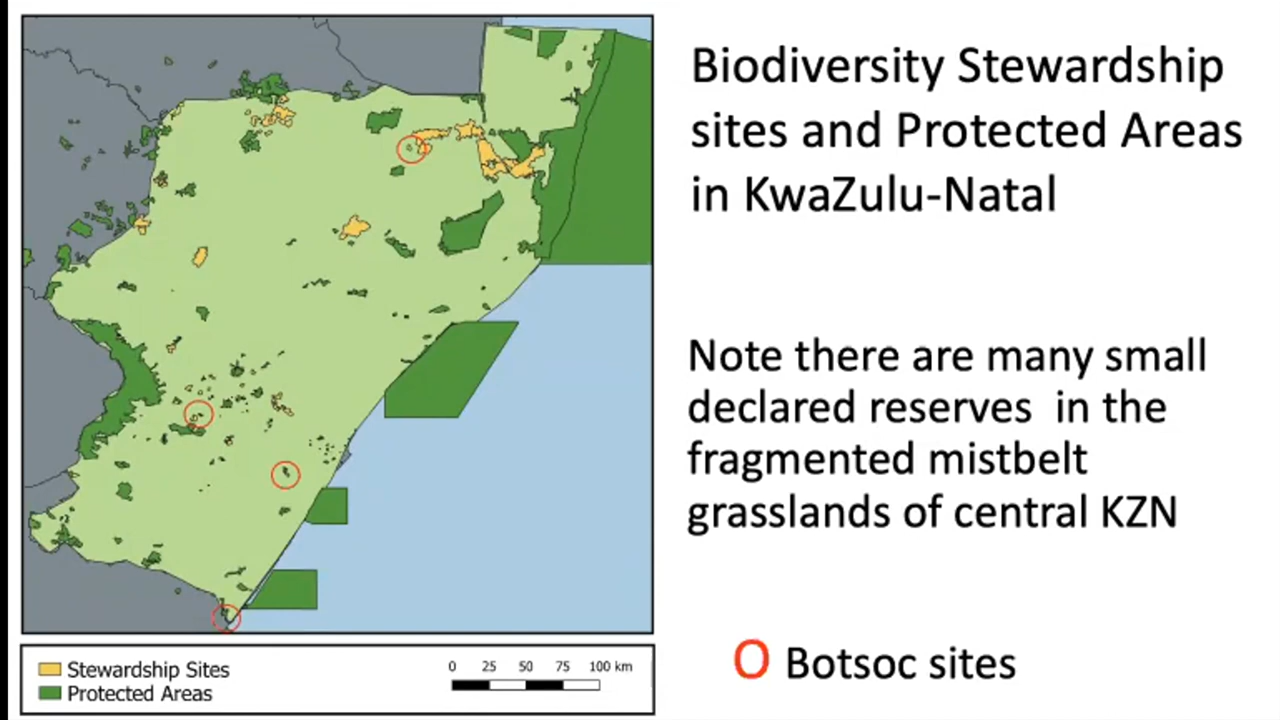 Biodiversity Stewardship
sites and Protected Areas
in KwaZulu-Natal
Note there are many small
declared reserves in the
fragmented mistbelt
grasslands of central KZN
O Botsoc sites
Stewardship Sites
Protected Areas
0 25 50 75 100 km